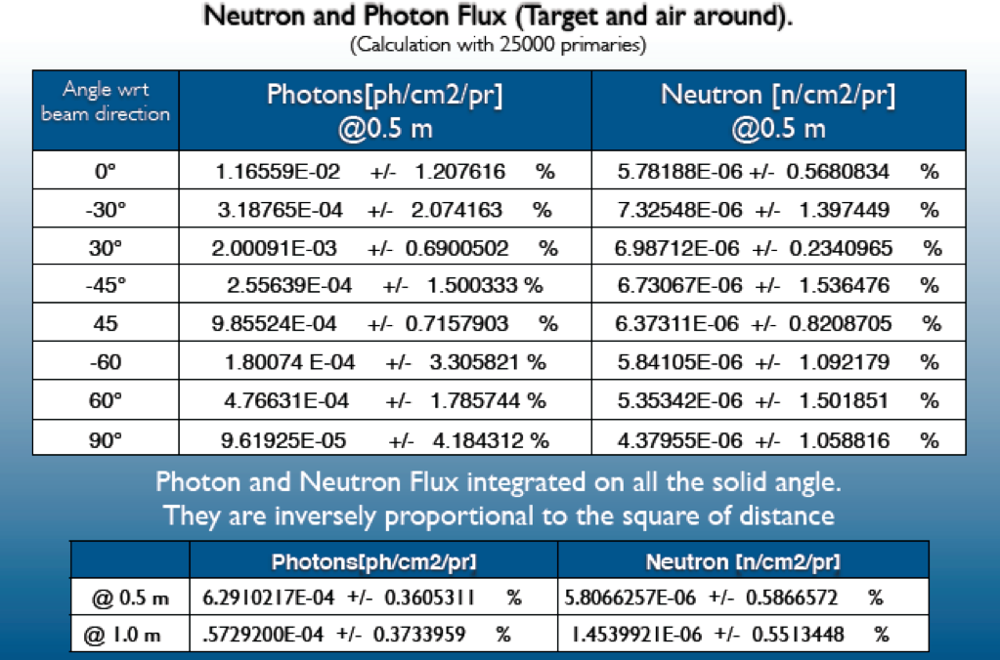 Neutron and Photon Flux (Target and air around).
(Calculation with 25000 primaries)
Angle wrt beam direction Photons[ph/cm2/pr] @0.5 m Neutron [n/cm2/pr] @0.5 m
0° 1.16559E-02 +/- 1.207616 % 5.78188E-06 +/- 0.5680834 %
-30° 3.18765E-04 +/- 2.074163 % 7.32548E-06 +/- 1.397449 %
30° 2.00091E-03 +/- 0.6900502 % 6.98712E-06 +/- 0.2340965 %
-45° 2.55639E-04 +/- 1.500333 % 6.73067E-06 +/- 1.536476 %
45 9.85524E-04 +/- 0.7157903 % 6.37311E-06 +/- 0.8208705 %
-60 1.80074 E-04 +/- 3.305821 % 5.84105E-06 +/- 1.092179 %
60° 4.76631E-04 +/- 1.785744 % 5.35342E-06 +/- 1.501851 %
90° 9.61925E-05 +/- 4.184312 % 4.37955E-06 +/- 1.058816 %
Photon and Neutron Flux integrated on all the solid angle.
They are inversely proportional to the square of distance
Photons[ph/cm2/pr] Neutron [n/cm2/pr]
@ 0.5 m 6.2910217E-04 +/- 0.3605311 % 5.8066257E-06 +/- 0.5866572 %
@ 1.0 m .5729200E-04 +/- 0.3733959 % 1.4539921E-06 +/- 0.5513448 %